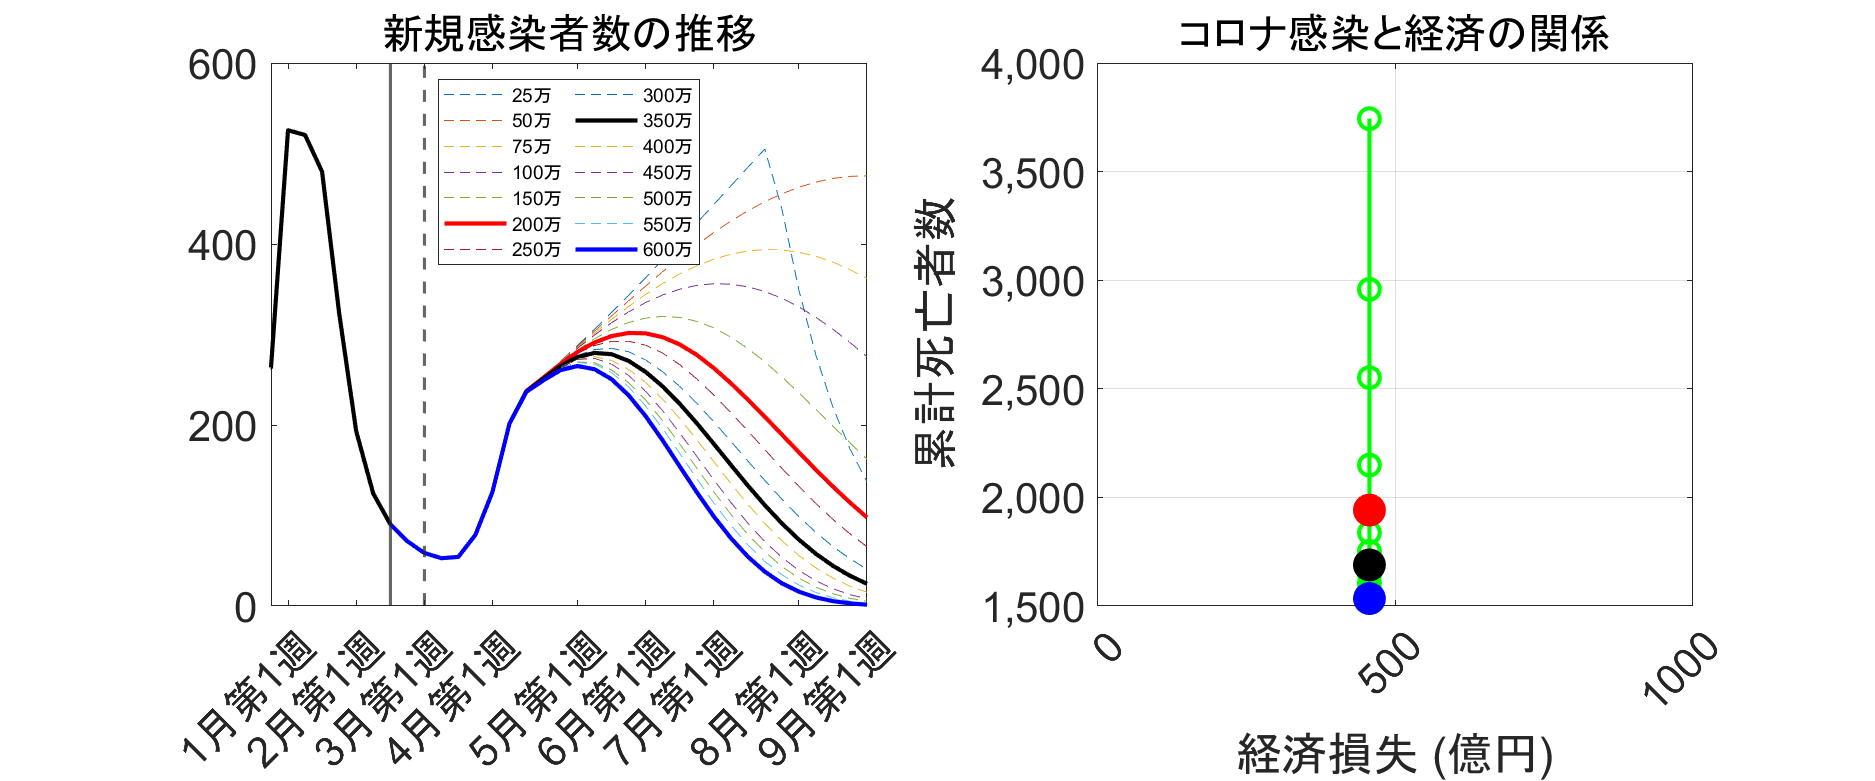 新規感染者数の推移
600
400
200
0
25万
50万
75万
100万
150万
200万
250万
300万
350万
400万
450万
500万
550万
600万
1月第1週
2月第1週
3月第1週
4月第1週
5月第1週
6月第1週
7月第1週
8月第1週
9月第1週
コロナ感染と経済の関係
累計死亡者数
4,000
3,500
3,000
2,500
2,000
1,500
0
500
1000
経済損失 (億円)